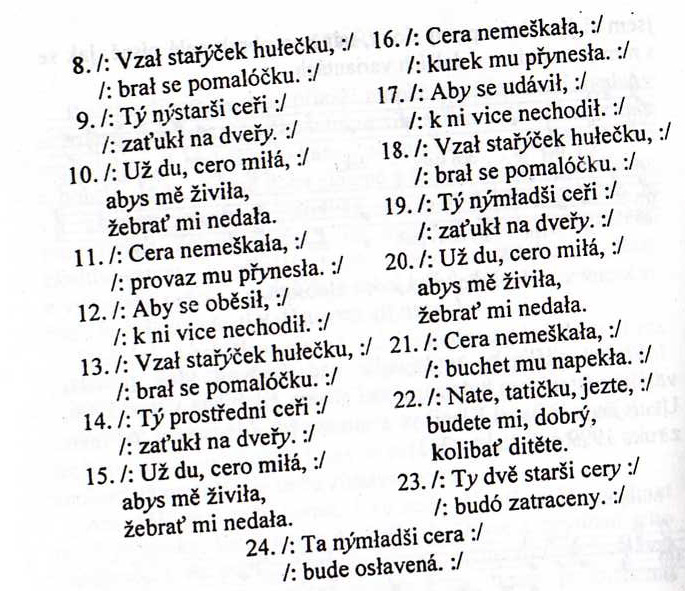 8. /: Vzał stařýček hułečku, :/
/: brał se pomalóčku. :/
9. /: Tý nýstarši ceři :/
/: zaťukł na dveřy. :/
10. /: Už du, cero miłá, :/
abys mě živiła,
žebrať mi nedała.
11. /: Cera nemeškała, :/
/: provaz mu přynesła. :/
12. /: Aby se oběsił, :/
/: k ni vice nechodił. :/
13. /: Vzał stařýček hułečku, :/
/: brał se pomalóčku. :/
14. /: Tý prostředni ceři :/
/: zaťukł na dveřy. :/
15. /: Už du, cero miłá, :/
abys mě živiła,
žebrať mi nedała.
16. /: Cera nemeškała, :/
/: kurek mu přynesła. :/
17. /: Aby se udávił, :/
/: k ni vice nechodił. :/
18. /: Vzał stařýček hułečku, :/
/: brał se pomalóčku. :/
19. /: Tý nýmładši ceři :/
/: zaťukł na dveřy. :/
20. /: Už du, cero miłá, :/
abys mě živiła,
žebrať mi nedała.
21. /: Cera nemeškała, :/
/: buchet mu napekła. :/
22. /: Nate, tatičku, jezte, :/
budete mi, dobrý,
kolibať ditěte.
23. /: Ty dvě starši cery :/
/: budó zatraceny. :/
24. /: Ta nýmładši cera :/
/: bude osłavená. :/